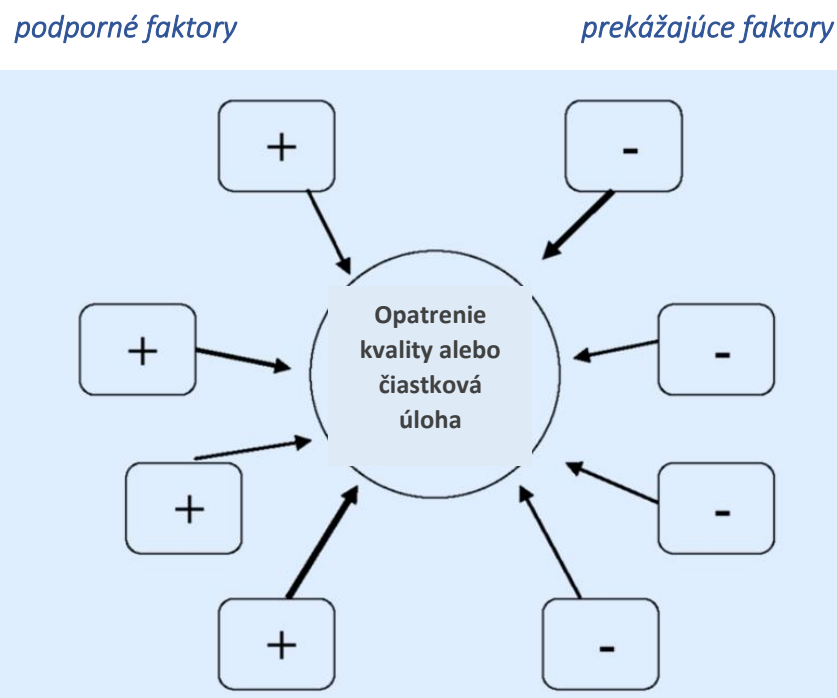 podporné faktory
prekážajúce faktory
+
-
Opatrenie
kvality alebo
čiastková
úloha
+
-
+
-
+
-